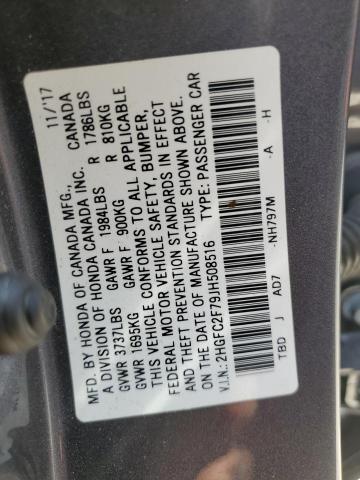 MFD. BY HONDA OF CANADA MFG., 11/'17
A DIVISION OF HONDA CANADA INC. CANADA
GVWR 3737LBS GAWR F 1984LBS R 1786LBS
GVWR 1695KG GAWR F 900KG R 810KG
THIS VEHICLE CONFORMS TO ALL APPLICABLE
FEDERAL MOTOR VEHICLE SAFETY, BUMPER,
AND THEFT PREVENTION STANDARDS IN EFFECT
ON THE DATE OF MANUFACTURE SHOWN ABOVE.
V.I.N.: 2HGFC2F79JH508516 TYPE: PASSENGER CAR
TBD J AD7 -NH797M -A -H